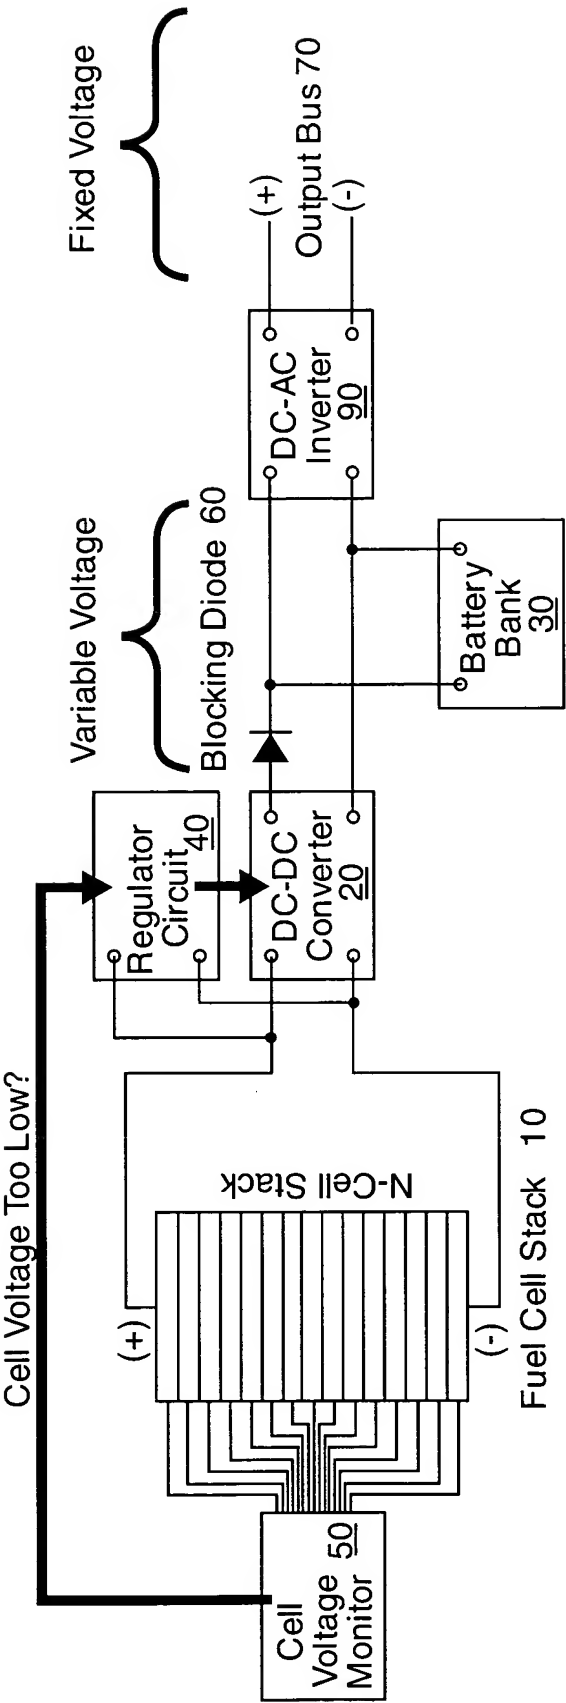 Cell Voltage Too Low?
Variable Voltage
Fixed Voltage
Cell
Voltage
Monitor
50
(+)
(-)
N-Cell Stack
Fuel Cell Stack 10
Regulator
Circuit
40
DC-DC
Converter
20
Blocking Diode 60
Battery
Bank
30
DC-AC
Inverter
90
(+)
Output Bus 70
(-)